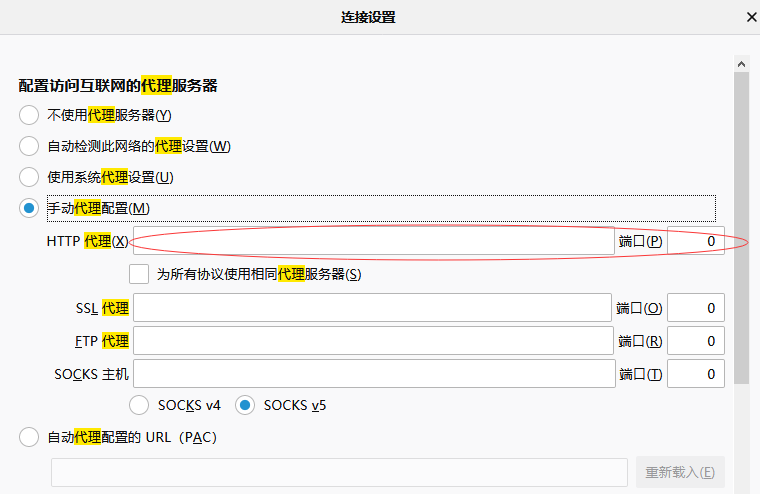 连接设置
配置访问互联网的代理服务器
不使用代理服务器(Y)
自动检测此网络的代理设置(W)
使用系统代理设置(U)
手动代理配置(M)
HTTP 代理(X) 端口(P) 0
为所有协议使用相同代理服务器(S)
SSL 代理 端口(O) 0
FTP 代理 端口(R) 0
SOCKS 主机 端口(T) 0
SOCKS v4 SOCKS v5
自动代理配置的 URL（PAC）
重新载入(E)